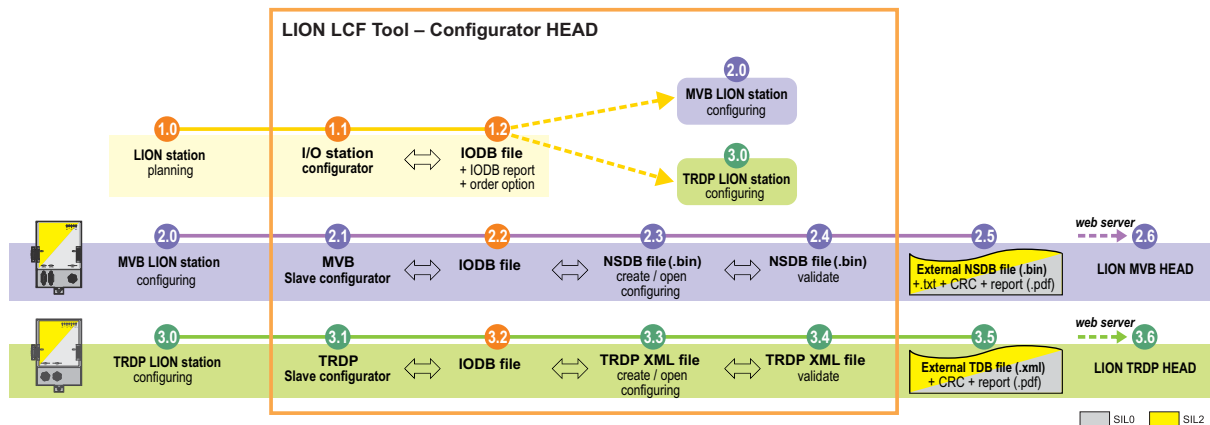 LION LCF Tool – Configurator HEAD
2.0
MVB LION station
configuring
1.0
1.1
1.2
LION station
planning
I/O station
configurator
IODB file
+ IODB report
+ order option
3.0
TRDP LION station
configuring
2.0
2.1
2.2
2.3
2.4
2.5
web server
2.6
MVB LION station
configuring
MVB
Slave configurator
IODB file
NSDB file (.bin)
create / open
configuring
NSDB file (.bin)
validate
External NSDB file (.bin)
+.txt + CRC + report (.pdf)
LION MVB HEAD
3.0
3.1
3.2
3.3
3.4
3.5
web server
3.6
TRDP LION station
configuring
TRDP
Slave configurator
IODB file
TRDP XML file
create / open
configuring
TRDP XML file
validate
External TDB file (.xml)
+ CRC + report (.pdf)
LION TRDP HEAD
SIL0
SIL2